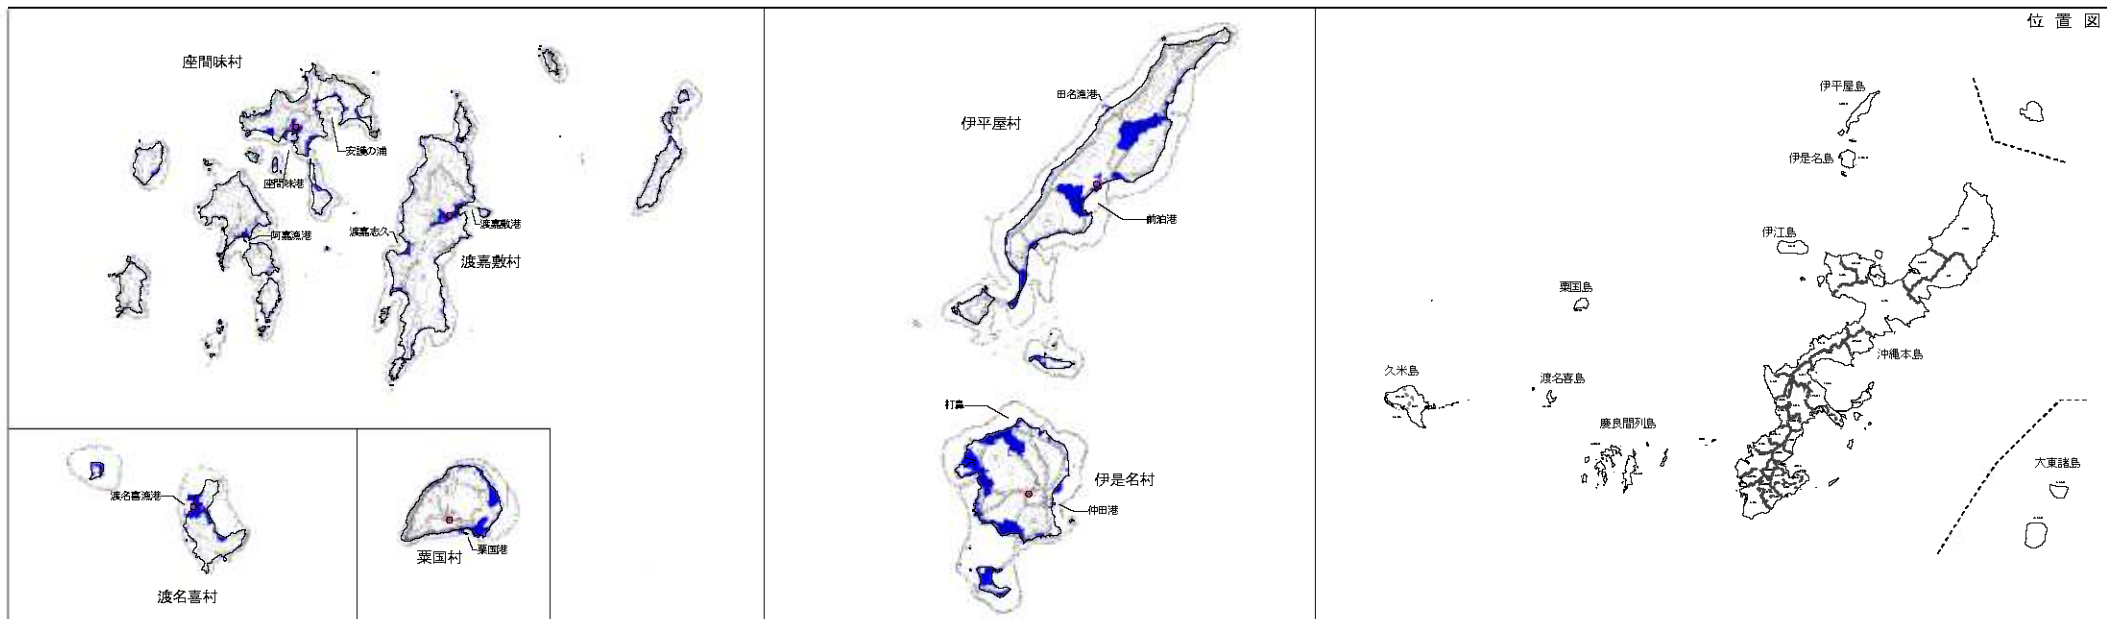 座間味村
安護の浦
座間味港
阿嘉漁港
渡嘉志久
渡嘉敷港
渡嘉敷村
渡名喜漁港
渡名喜村
粟国村
粟国港
田名漁港
伊平屋村
前泊港
打鼻
伊是名村
仲田港
位置図
伊平屋島
伊是名島
伊江島
粟国島
沖縄本島
久米島
渡名喜島
慶良間列島
大東諸島